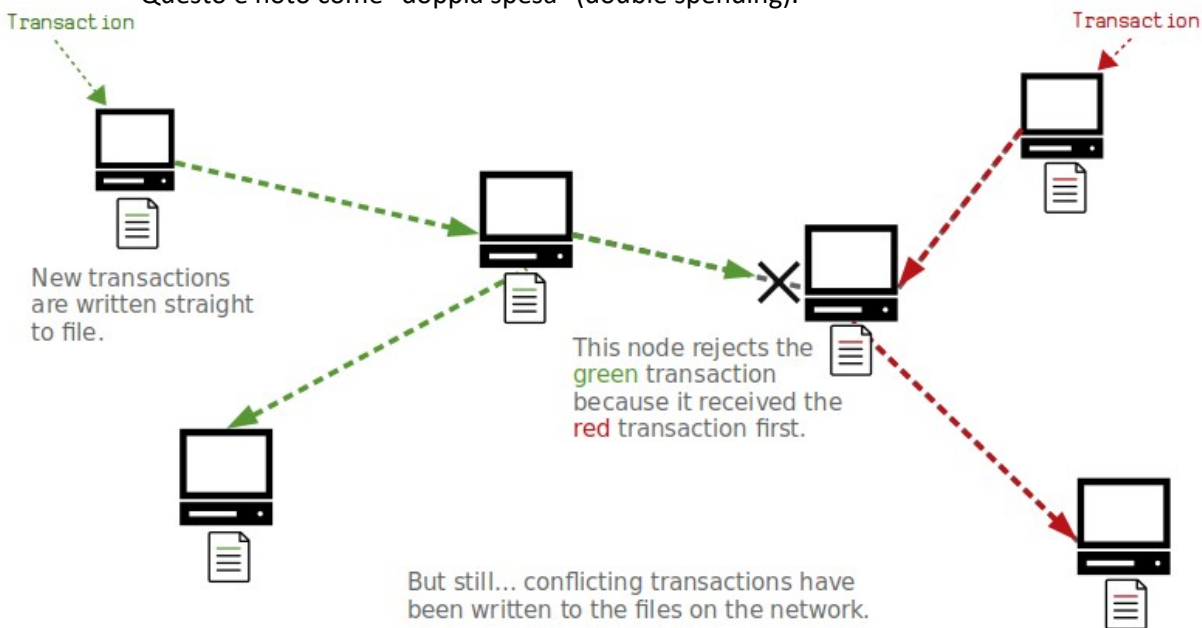 Questo è noto come "doppia spesa" (double spending).
Transaction
Transaction
New transactions
are written straight
to file.
This node rejects the
green transaction
because it received the
red transaction first.
But still... conflicting transactions have
been written to the files on the network.